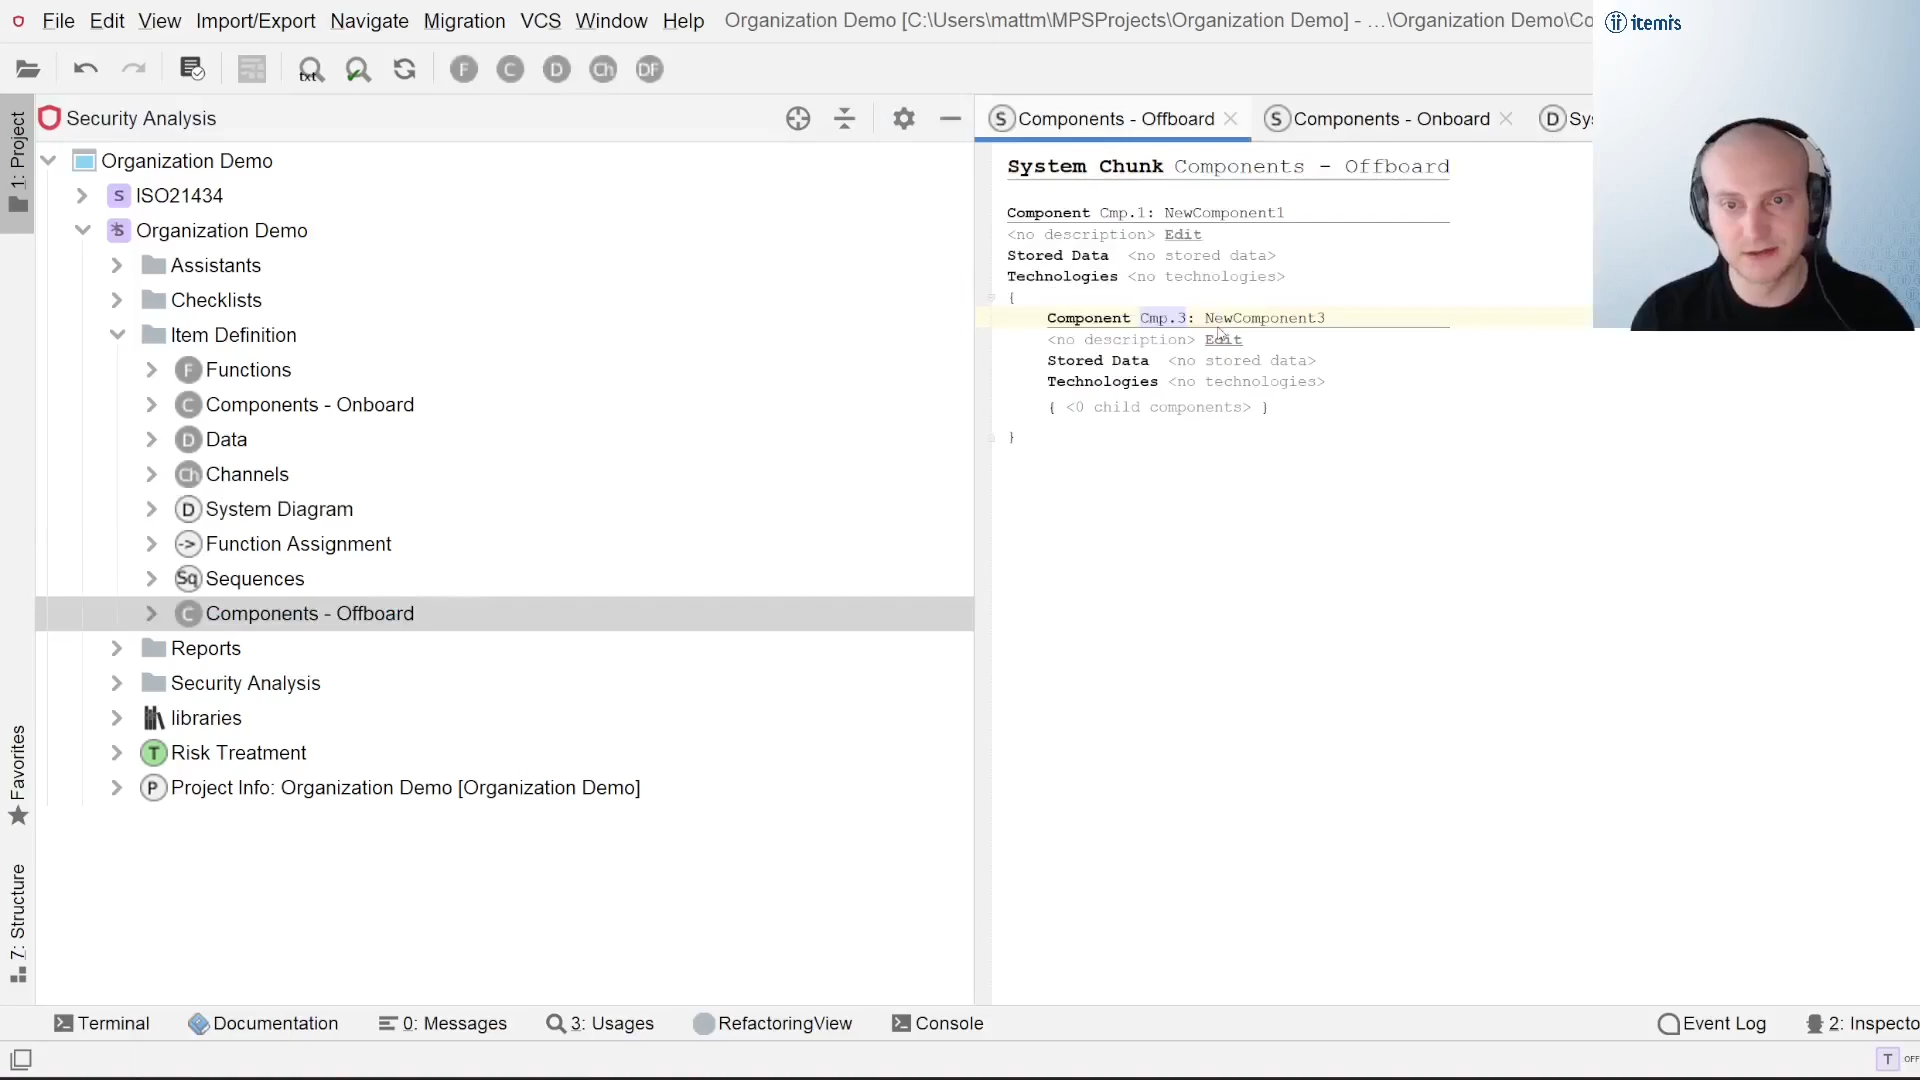 File Edit View Import/Export Navigate Migration VCS Window Help Organization Demo [C:\Users\mattm\MPSProjects\Organization Demo] - ...\Organization Demo\Co
itemis
txt F C D Ch DF
1: Project
Security Analysis
Components - Offboard Components - Onboard Sys
Organization Demo
S ISO21434
S Organization Demo
Assistants
Checklists
Item Definition
F Functions
C Components - Onboard
D Data
Ch Channels
D System Diagram
-> Function Assignment
Sq Sequences
C Components - Offboard
Reports
Security Analysis
libraries
T Risk Treatment
P Project Info: Organization Demo [Organization Demo]
System Chunk Components - Offboard
Component Cmp.1: NewComponent1
<no description> Edit
Stored Data <no stored data>
Technologies <no technologies>
{
Component Cmp.3: NewComponent3
<no description> Edit
Stored Data <no stored data>
Technologies <no technologies>
{ <0 child components> }
}
Favorites
7: Structure
Terminal Documentation 0: Messages 3: Usages RefactoringView Console Event Log 2: Inspecto
T OFF